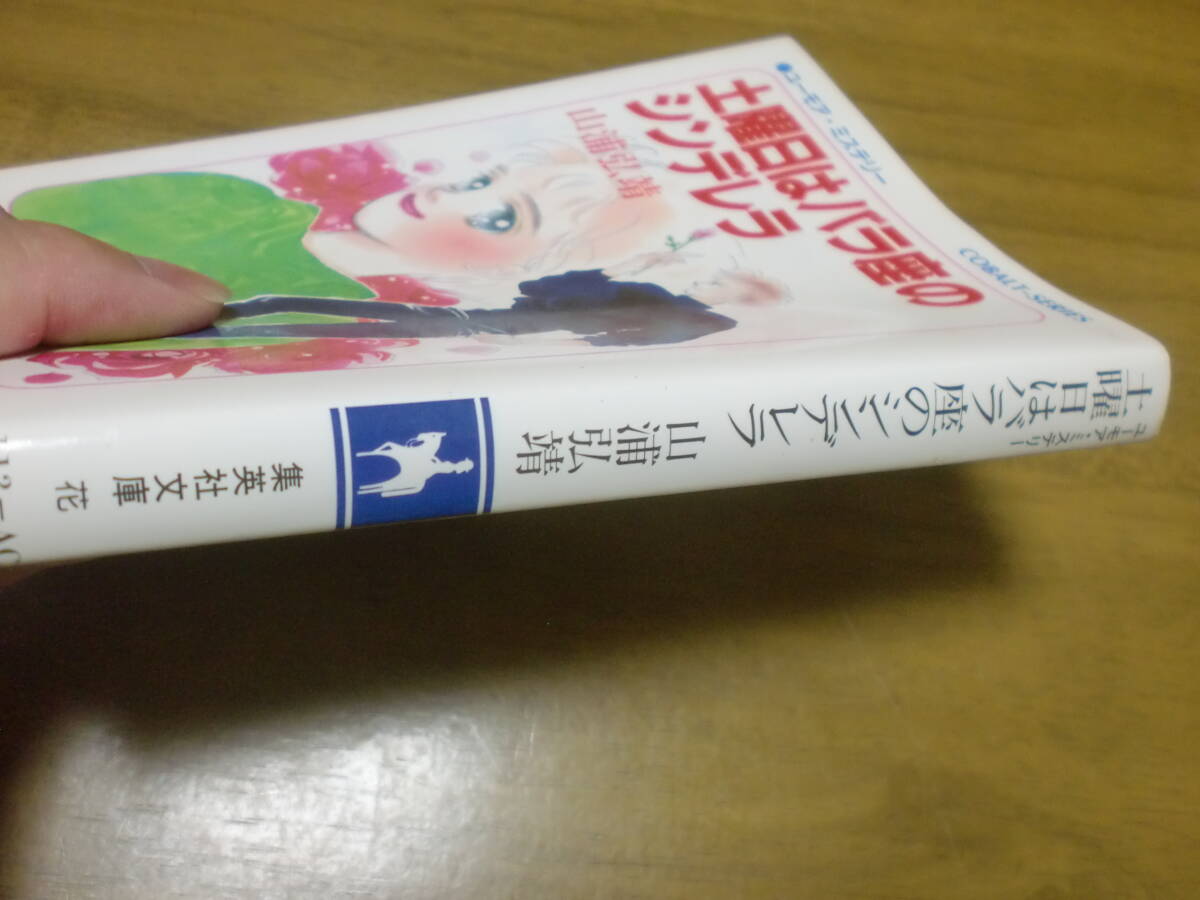 ●ユーモア・ミステリー
土曜日はバラ座の
シンデレラ
山浦弘靖
COBALT-SERIES
ユーモア・ミステリー
土曜日はバラ座のシンデレラ
山浦弘靖
集英社文庫 花